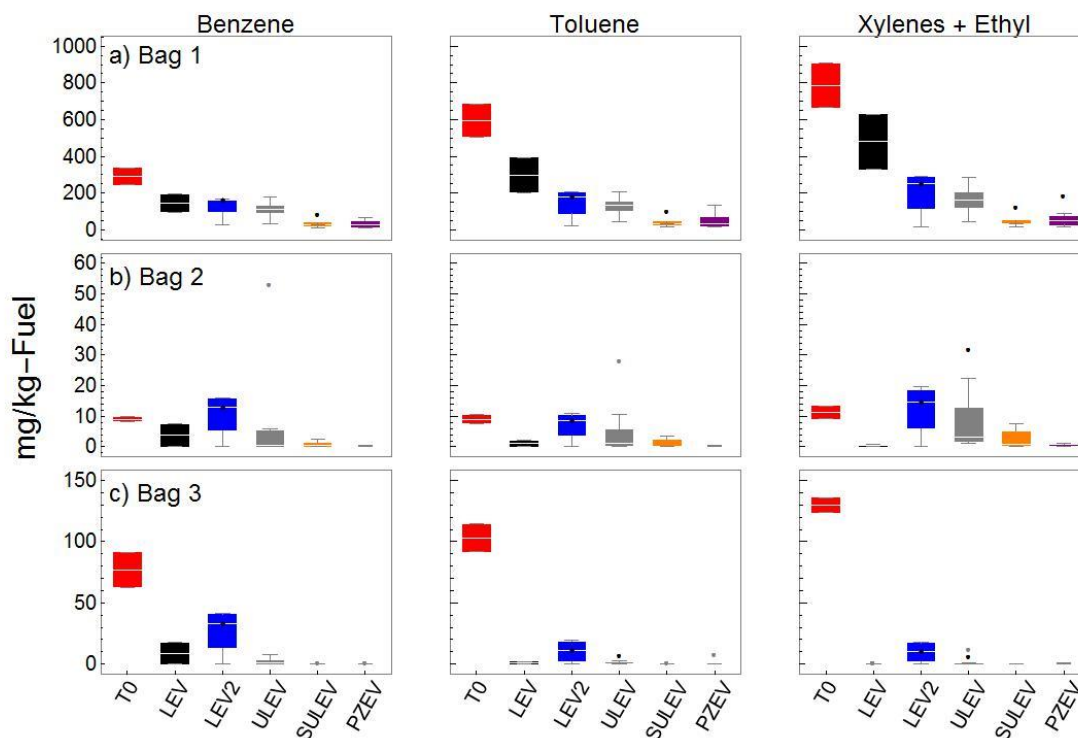 Benzene Toluene Xylenes + Ethyl
a) Bag 1
1000
800
600
400
200
0
b) Bag 2
60
50
40
30
20
10
0
c) Bag 3
150
100
50
0
mg/kg−Fuel
T0 LEV LEV2 ULEV SULEV PZEV T0 LEV LEV2 ULEV SULEV PZEV T0 LEV LEV2 ULEV SULEV PZEV